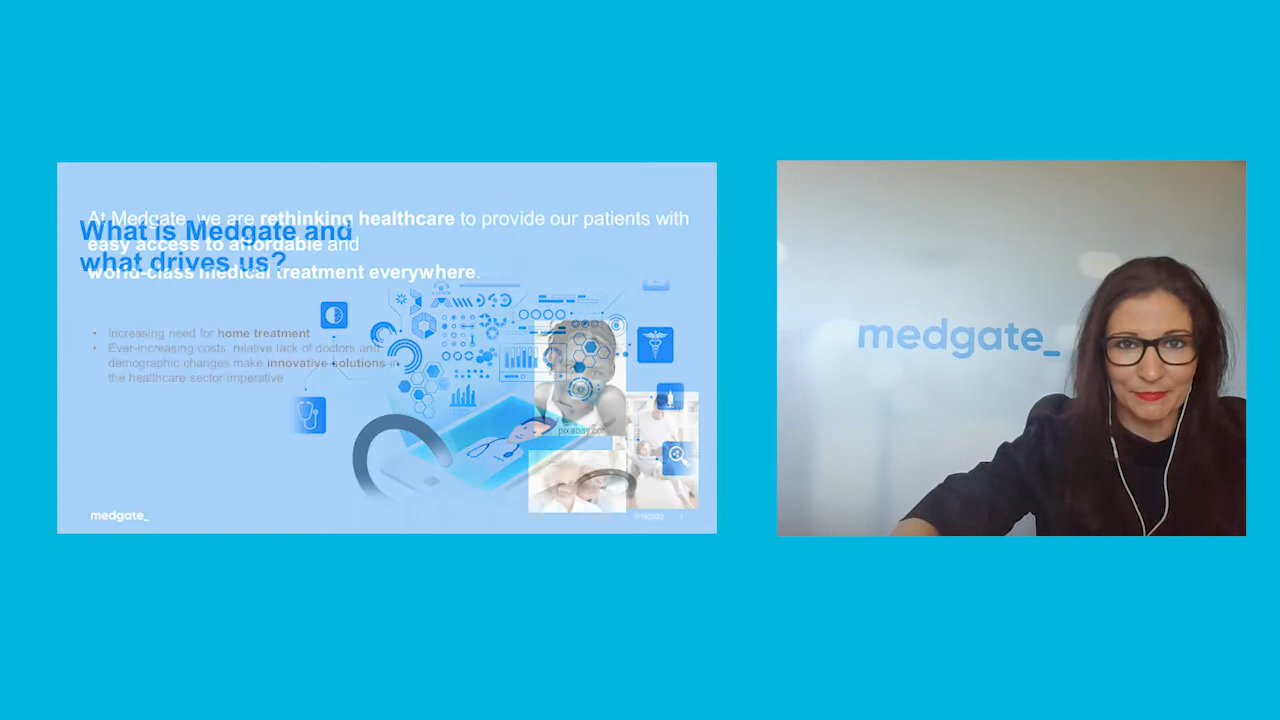 At Medgate, we are rethinking healthcare to provide our patients with
easy access to affordable and
world-class medical treatment everywhere.
What is Medgate and
what drives us?
• Increasing need for home treatment
• Ever-increasing costs relative lack of doctors and
demographic changes make innovative solutions in
the healthcare sector imperative
pixabay.com
medgate_
medgate_